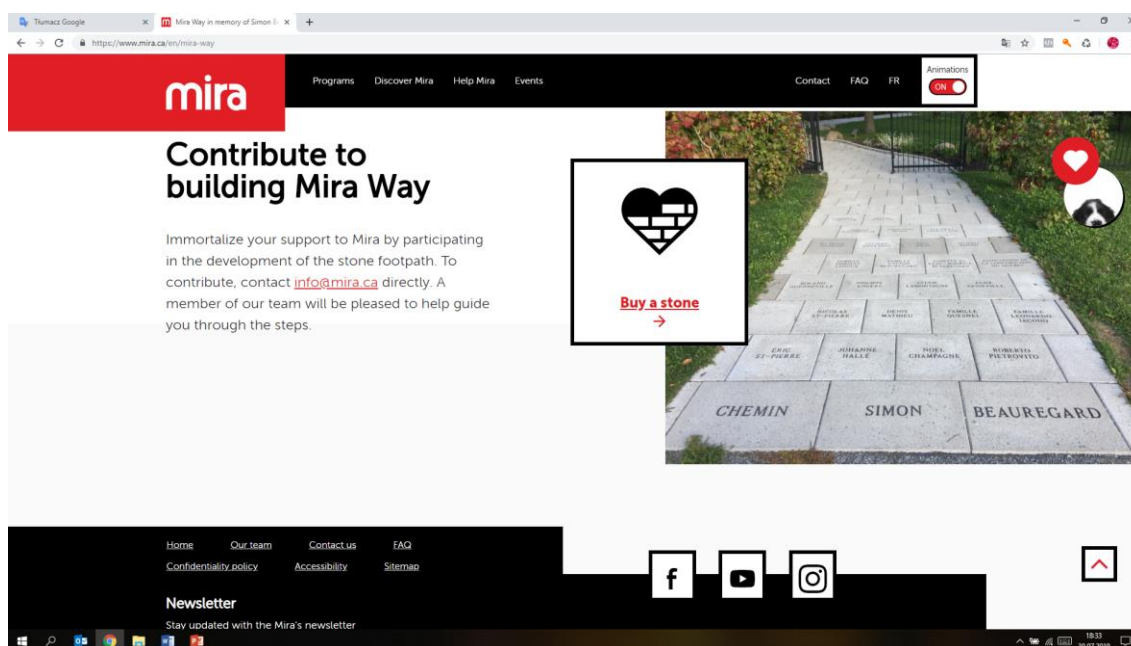 Tłumacz Google
Mira Way in memory of Simon B
https://www.mira.ca/en/mira-way
mira
Programs Discover Mira Help Mira Events
Contact FAQ FR
Animations
ON
Contribute to
building Mira Way
Immortalize your support to Mira by participating
in the development of the stone footpath. To
contribute, contact info@mira.ca directly. A
member of our team will be pleased to help guide
you through the steps.
Buy a stone
ERIC ST-PIERRE
JOHANNE HALLÉ
NOEL CHAMPAGNE
ROBERTO PIETROVITO
CHEMIN SIMON BEAUREGARD
Home Our team Contact us FAQ
Confidentiality policy Accessibility Sitemap
Newsletter
Stay updated with the Mira's newsletter
18:33